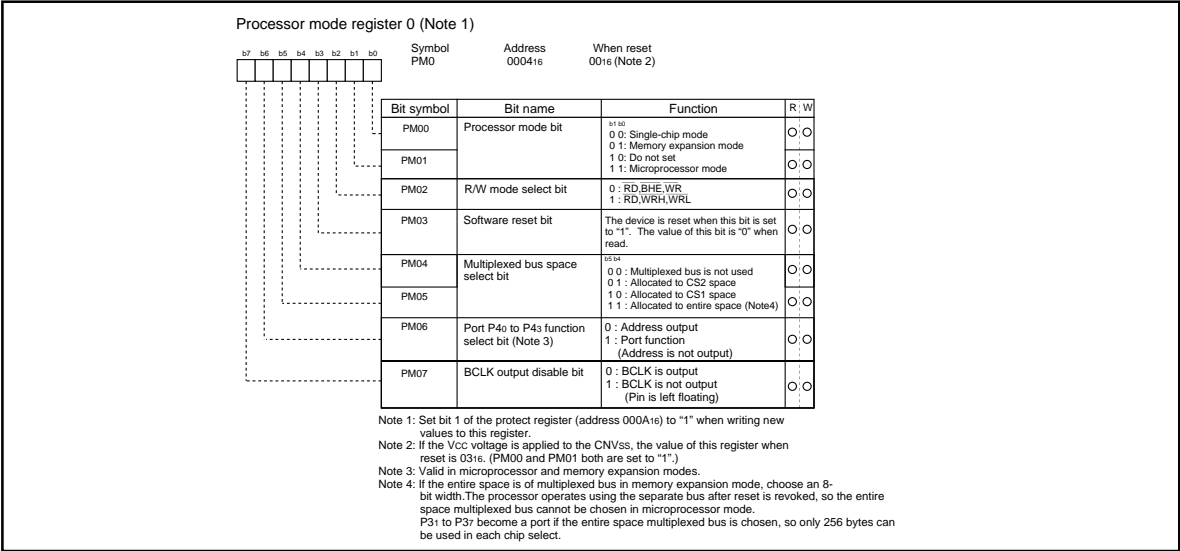 Processor mode register 0 (Note 1)
b7 b6 b5 b4 b3 b2 b1 b0
Symbol Address When reset
PM0 000416 0016 (Note 2)
Bit symbol Bit name Function R W
PM00 Processor mode bit
b1 b0
0 0: Single-chip mode
0 1: Memory expansion mode
1 0: Do not set
1 1: Microprocessor mode
PM01
PM02 R/W mode select bit
0 : RD,BHE,WR
1 : RD,WRH,WRL
PM03 Software reset bit
The device is reset when this bit is set
to “1”. The value of this bit is “0” when
read.
PM04 Multiplexed bus space
select bit
b5 b4
0 0 : Multiplexed bus is not used
0 1 : Allocated to CS2 space
1 0 : Allocated to CS1 space
1 1 : Allocated to entire space (Note4)
PM05
PM06 Port P40 to P43 function
select bit (Note 3)
0 : Address output
1 : Port function
(Address is not output)
PM07 BCLK output disable bit
0 : BCLK is output
1 : BCLK is not output
(Pin is left floating)
Note 1: Set bit 1 of the protect register (address 000A16) to “1” when writing new
values to this register.
Note 2: If the VCC voltage is applied to the CNVSS, the value of this register when
reset is 0316. (PM00 and PM01 both are set to “1”.)
Note 3: Valid in microprocessor and memory expansion modes.
Note 4: If the entire space is of multiplexed bus in memory expansion mode, choose an 8-
bit width.The processor operates using the separate bus after reset is revoked, so the entire
space multiplexed bus cannot be chosen in microprocessor mode.
P31 to P37 become a port if the entire space multiplexed bus is chosen, so only 256 bytes can
be used in each chip select.